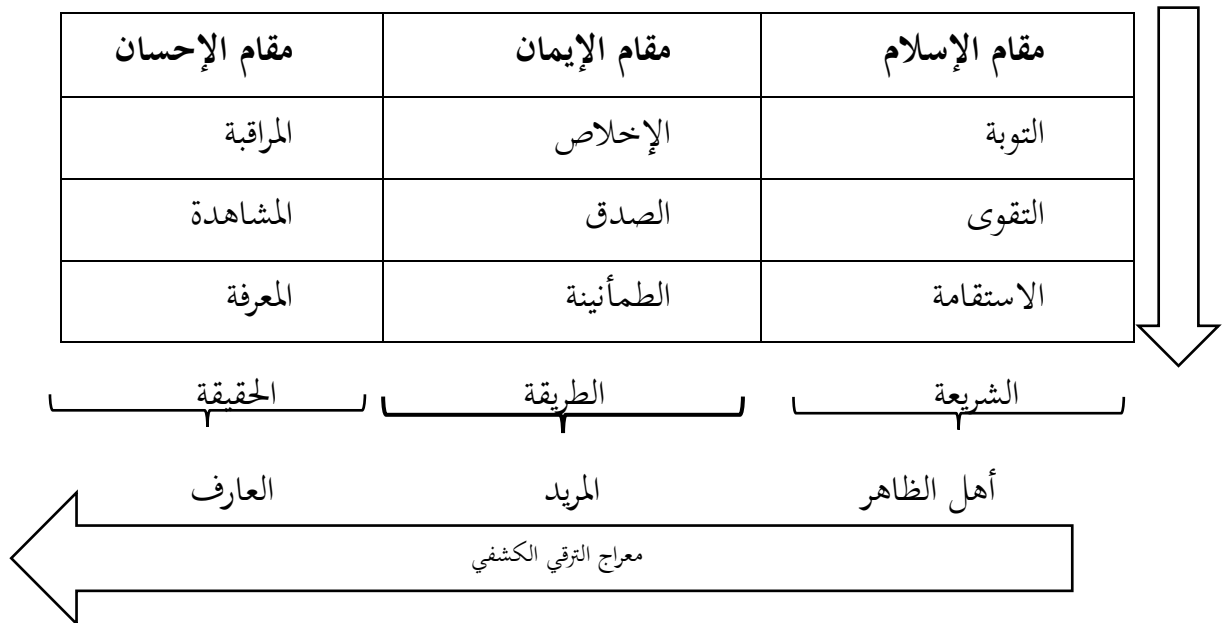 مقام الإسلام مقام الإيمان مقام الإحسان
التوبة الإخلاص المراقبة
التقوى الصدق المشاهدة
الاستقامة الطمأنينة المعرفة
الشريعة الطريقة الحقيقة
أهل الظاهر المريد العارف
معراج الترقي الكشفي